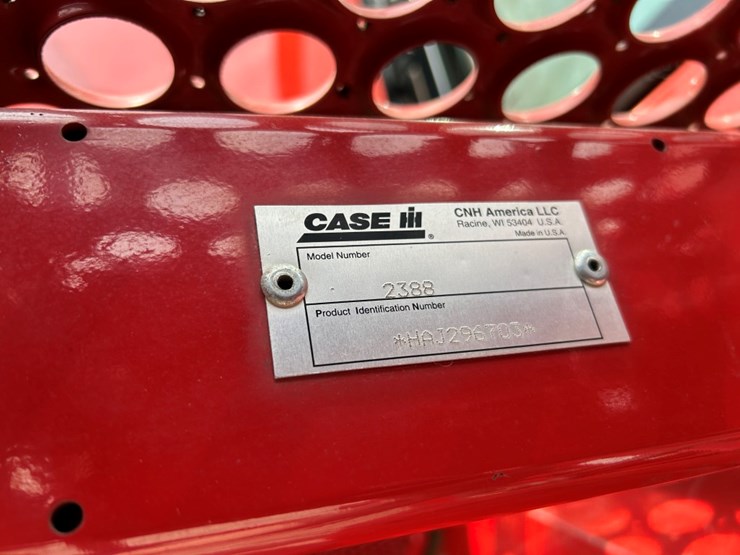 CASE IH®
CNH America LLC
Racine, WI 53404 U.S.A.
Made in U.S.A.
Model Number
2388
Product Identification Number
*HAJ296703*